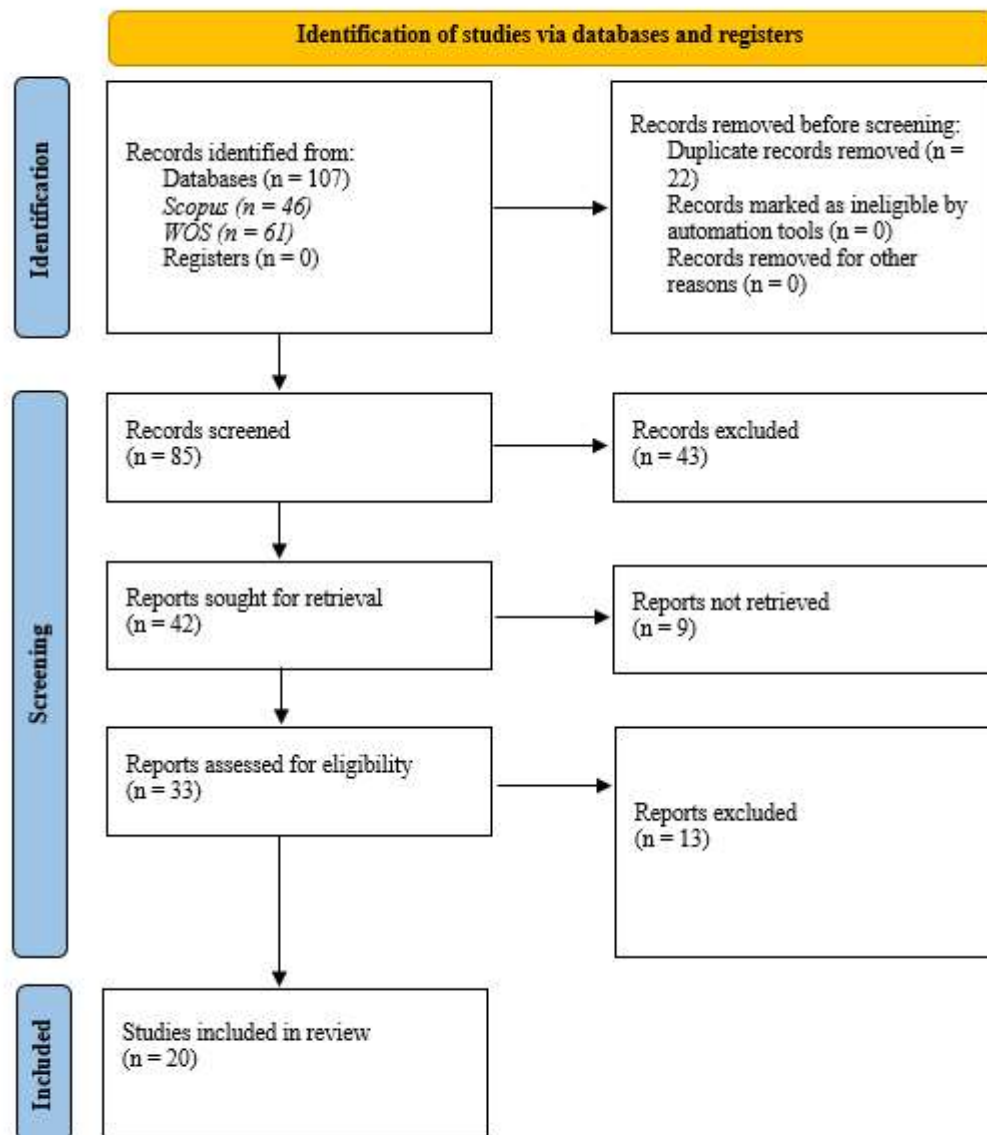 Identification of studies via databases and registers
Identification
Records identified from:
Databases (n = 107)
Scopus (n = 46)
WOS (n = 61)
Registers (n = 0)
Records removed before screening:
Duplicate records removed (n =
22)
Records marked as ineligible by
automation tools (n = 0)
Records removed for other
reasons (n = 0)
Screening
Records screened
(n = 85)
Records excluded
(n = 43)
Reports sought for retrieval
(n = 42)
Reports not retrieved
(n = 9)
Reports assessed for eligibility
(n = 33)
Reports excluded
(n = 13)
Included
Studies included in review
(n = 20)